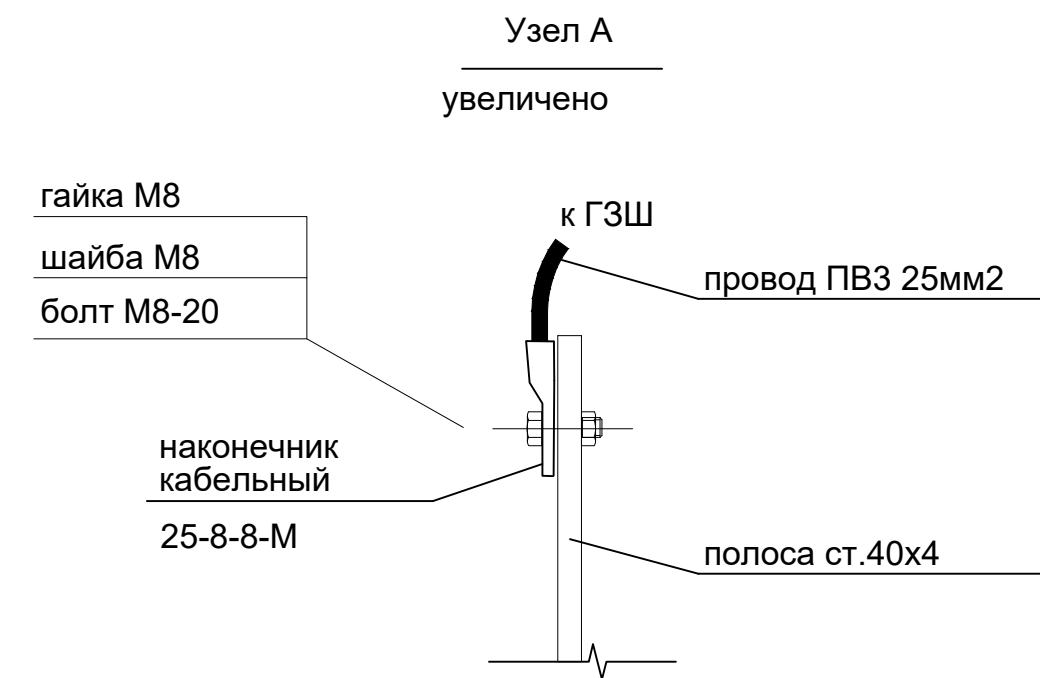 Узел А
увеличено
гайка М8
шайба М8
болт М8-20
к ГЗШ
провод ПВ3 25мм2
наконечник
кабельный
25-8-8-М
полоса ст.40х4